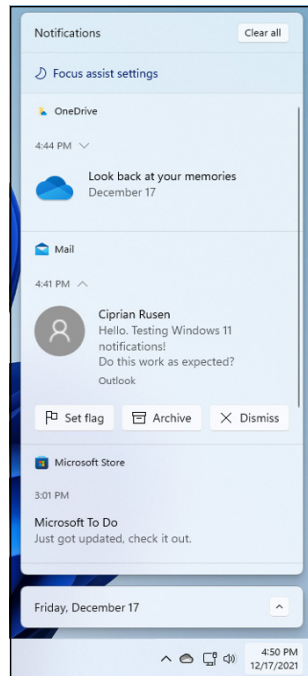 Notifications
Clear all
Focus assist settings
OneDrive
4:44 PM
Look back at your memories
December 17
Mail
4:41 PM
Ciprian Rusen
Hello. Testing Windows 11
notifications!
Do this work as expected?
Outlook
Set flag
Archive
Dismiss
Microsoft Store
3:01 PM
Microsoft To Do
Just got updated, check it out.
Friday, December 17
4:50 PM
12/17/2021